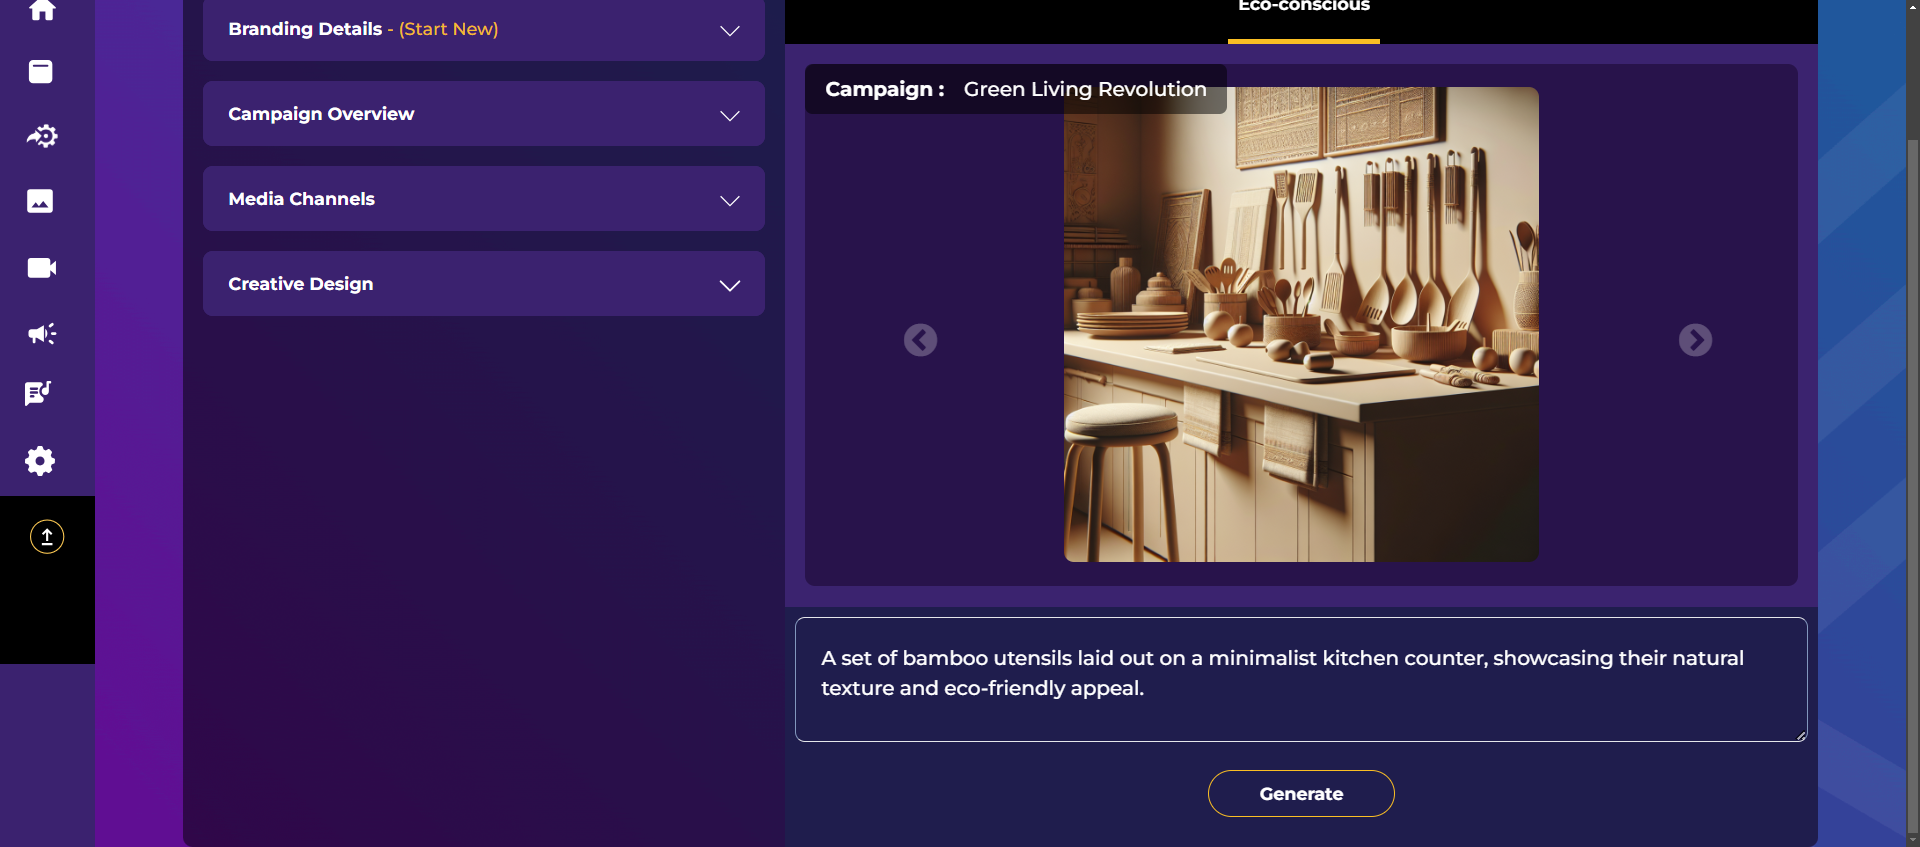 Branding Details - (Start New)
Campaign Overview
Media Channels
Creative Design
Eco-conscious
Campaign : Green Living Revolution
A set of bamboo utensils laid out on a minimalist kitchen counter, showcasing their natural
texture and eco-friendly appeal.
Generate